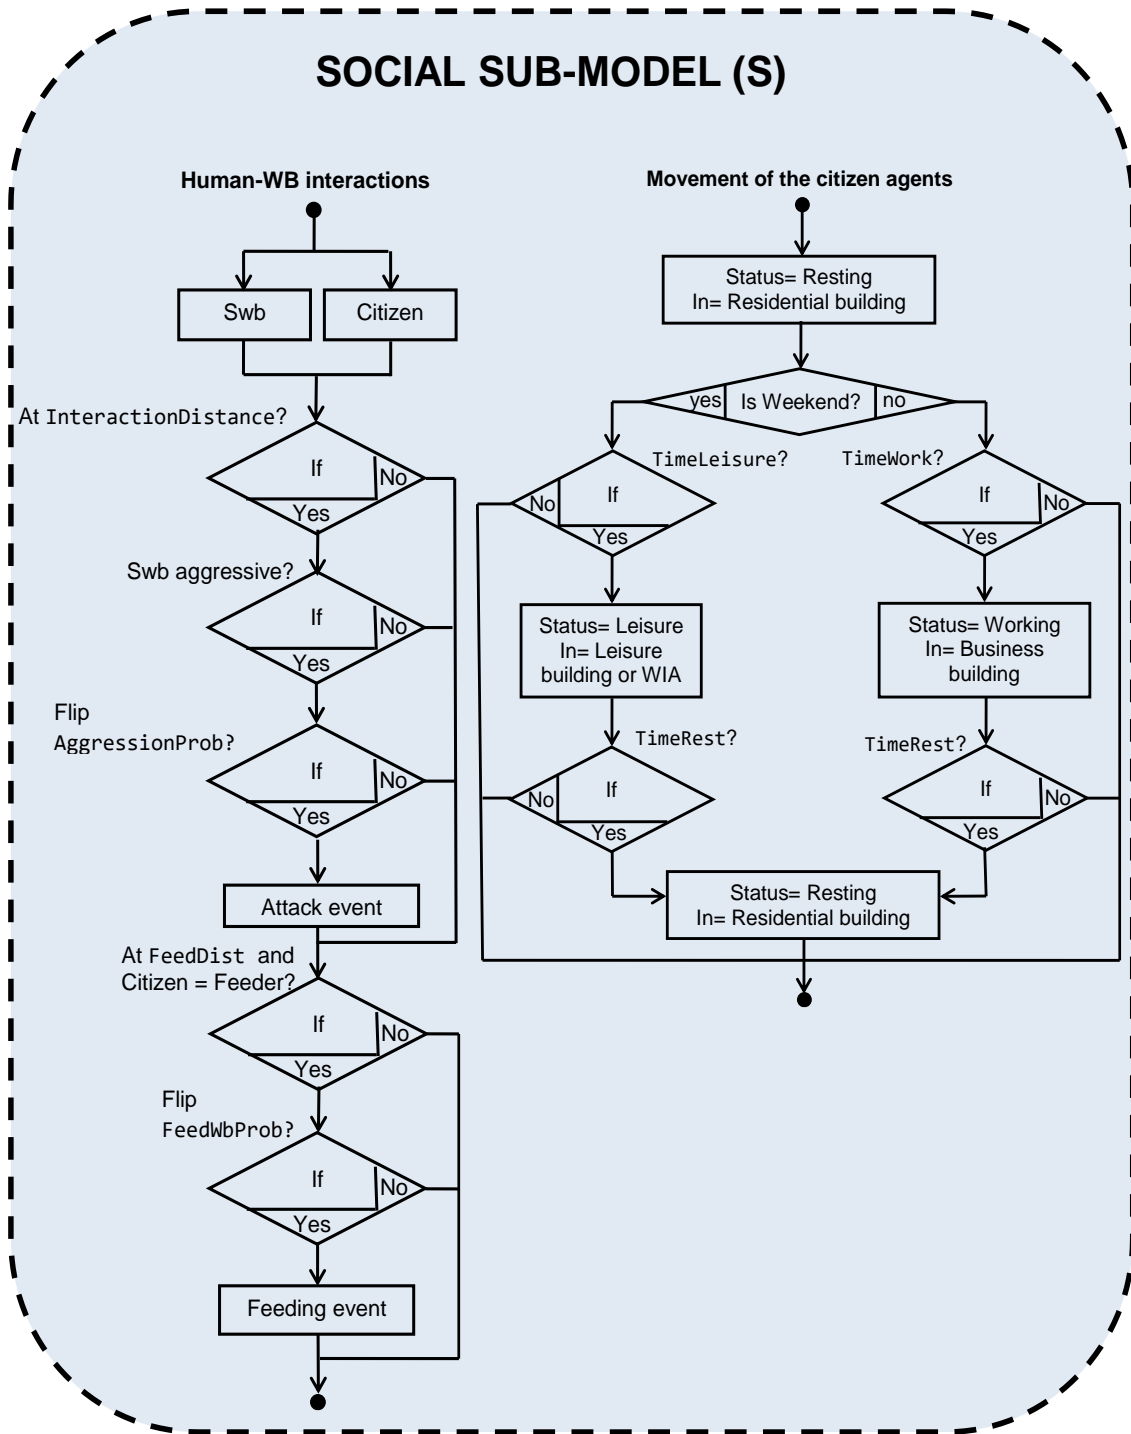 SOCIAL SUB-MODEL (S)
Human-WB interactions
Swb
Citizen
At InteractionDistance?
If
No
Yes
Swb aggressive?
If
No
Yes
Flip
AggressionProb?
If
No
Yes
Attack event
At FeedDist and
Citizen = Feeder?
If
No
Yes
Flip
FeedWbProb?
If
No
Yes
Feeding event
Movement of the citizen agents
Status= Resting
In= Residential building
yes
Is Weekend?
no
TimeLeisure?
No
If
Yes
Status= Leisure
In= Leisure
building or WIA
TimeRest?
No
If
Yes
TimeWork?
If
No
Yes
Status= Working
In= Business
building
TimeRest?
If
No
Yes
Status= Resting
In= Residential building